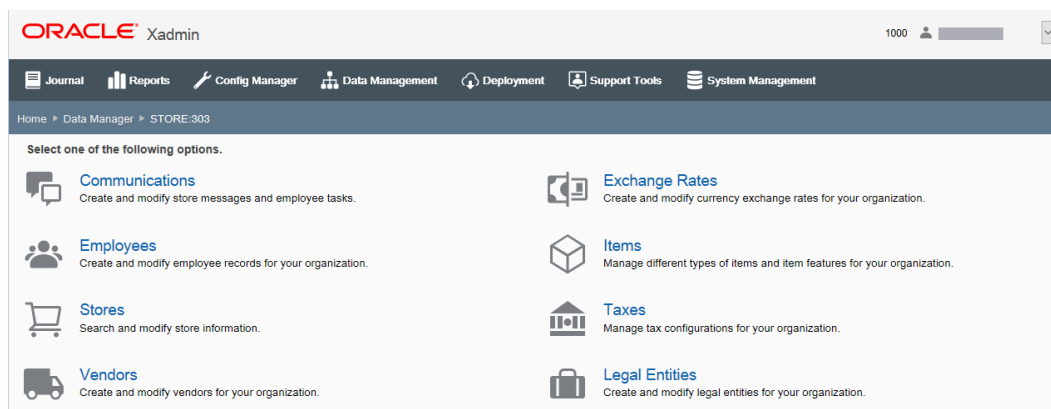 ORACLE® Xadmin
1000
Journal Reports Config Manager Data Management Deployment Support Tools System Management
Home ▸ Data Manager ▸ STORE:303
Select one of the following options.
Communications
Create and modify store messages and employee tasks.
Exchange Rates
Create and modify currency exchange rates for your organization.
Employees
Create and modify employee records for your organization.
Items
Manage different types of items and item features for your organization.
Stores
Search and modify store information.
Taxes
Manage tax configurations for your organization.
Vendors
Create and modify vendors for your organization.
Legal Entities
Create and modify legal entities for your organization.